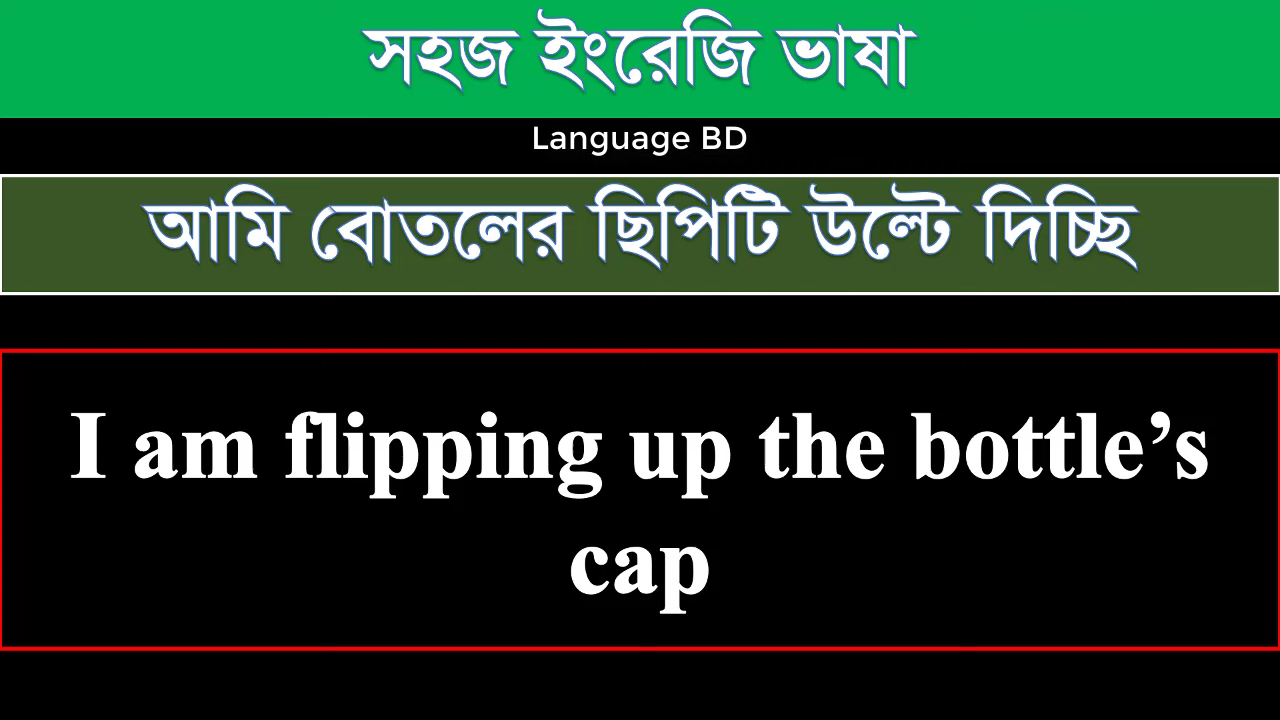 সহজ ইংরেজি ভাষা
Language BD
আমি বোতলের ছিপিটি উল্টে দিচ্ছি
I am flipping up the bottle’s
cap